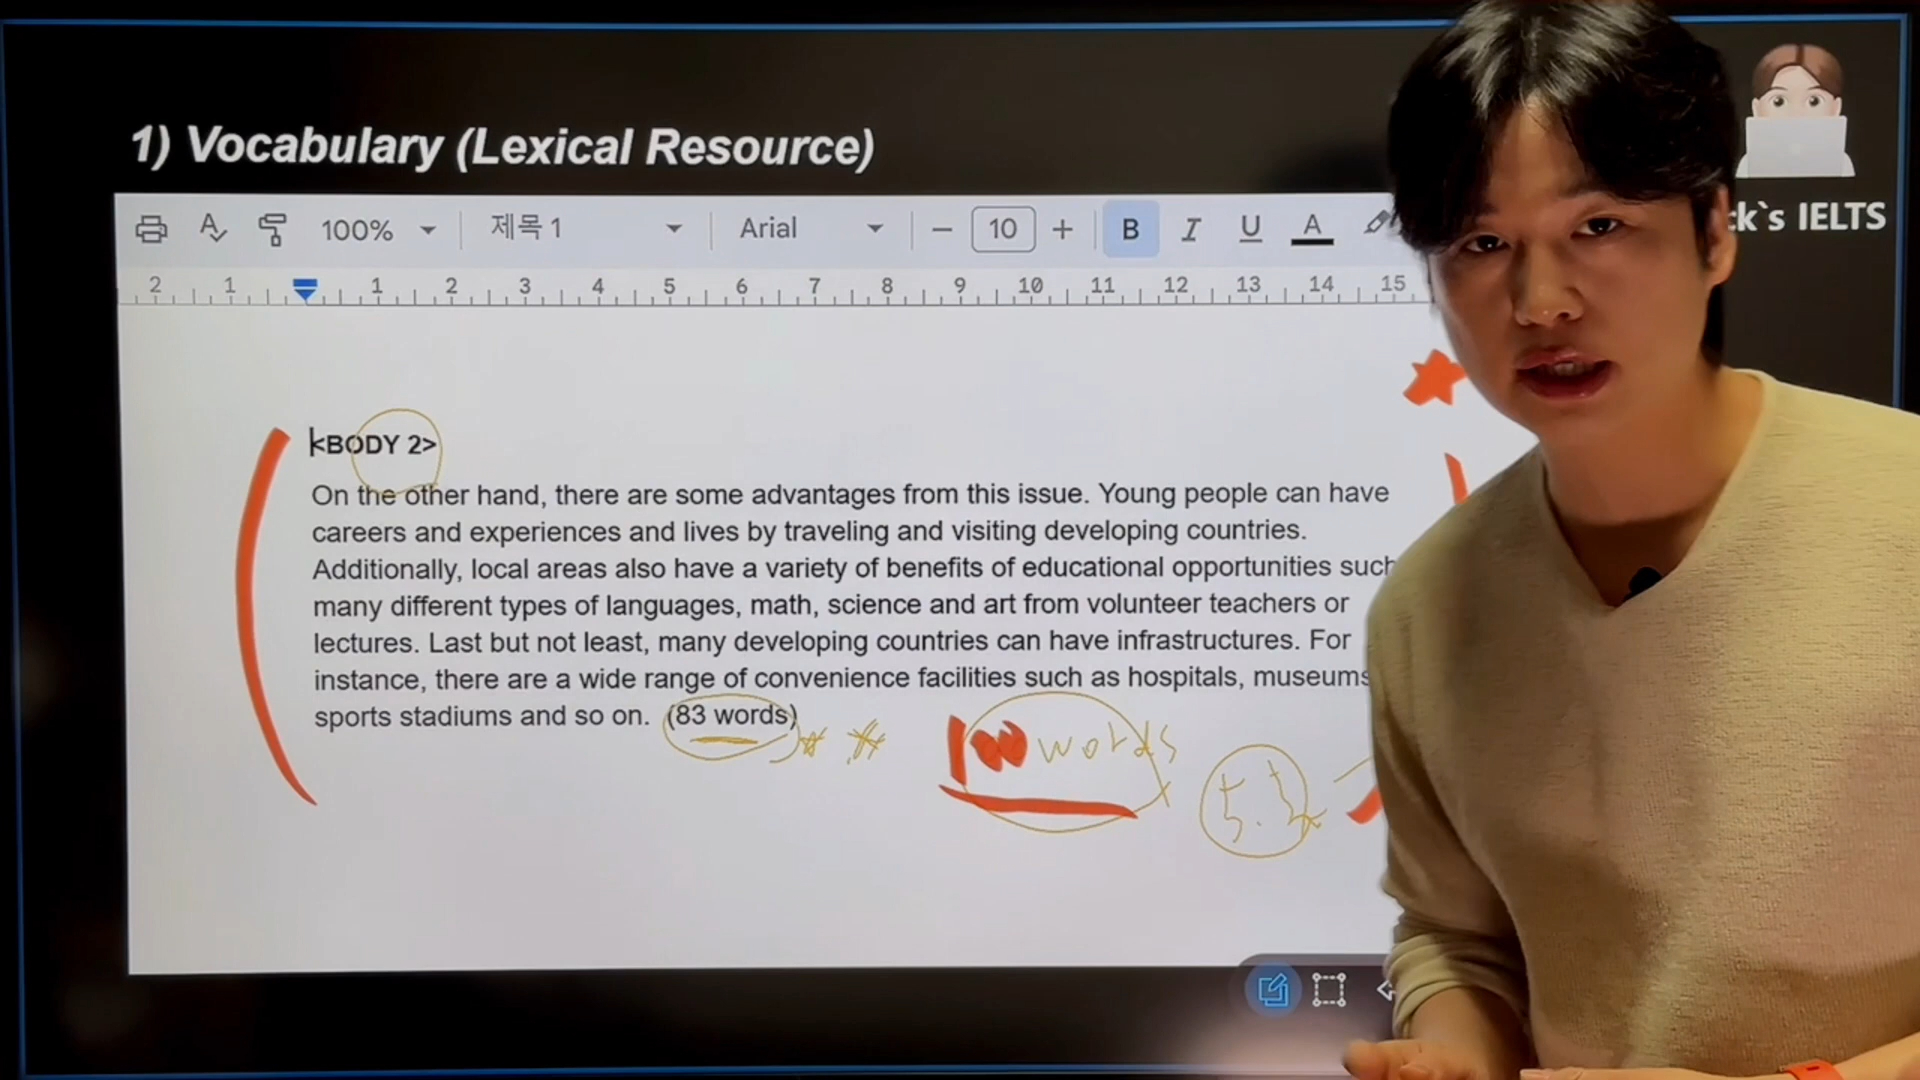 1) Vocabulary (Lexical Resource)
ck`s IELTS
100% 제목 1 Arial 10 B I U A
2 1 1 2 3 4 5 6 7 8 9 10 11 12 13 14 15
<BODY 2>
On the other hand, there are some advantages from this issue. Young people can have
careers and experiences and lives by traveling and visiting developing countries.
Additionally, local areas also have a variety of benefits of educational opportunities such
many different types of languages, math, science and art from volunteer teachers or
lectures. Last but not least, many developing countries can have infrastructures. For
instance, there are a wide range of convenience facilities such as hospitals, museums
sports stadiums and so on. (83 words)
100 words